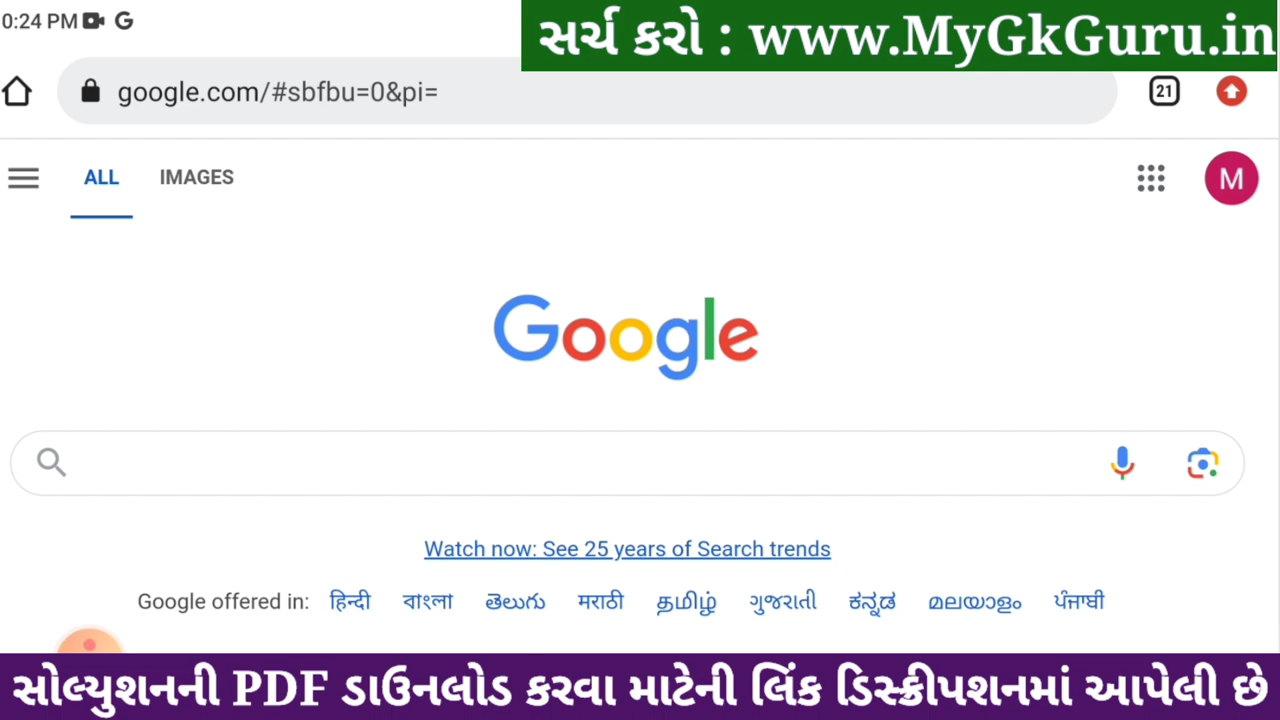 0:24 PM
સર્ચ કરો : www.MyGkGuru.in
google.com/#sbfbu=0&pi=
21
ALL IMAGES
M
Google
Watch now: See 25 years of Search trends
Google offered in: हिन्दी বাংলা తెలుగు मराठी தமிழ் ગુજરાતી ಕನ್ನಡ മലയാളം ਪੰਜਾਬੀ
સોલ્યુશનની PDF ડાઉનલોડ કરવા માટેની લિંક ડિસ્ક્રીપશનમાં આપેલી છે